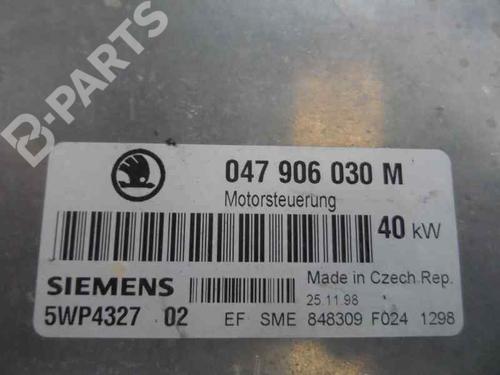 B-PARTS
047 906 030 M
Motorsteuerung
40 kW
SIEMENS
Made in Czech.Rep.
25.11.98
5WP4327 02 EF SME 848309 F024 1298